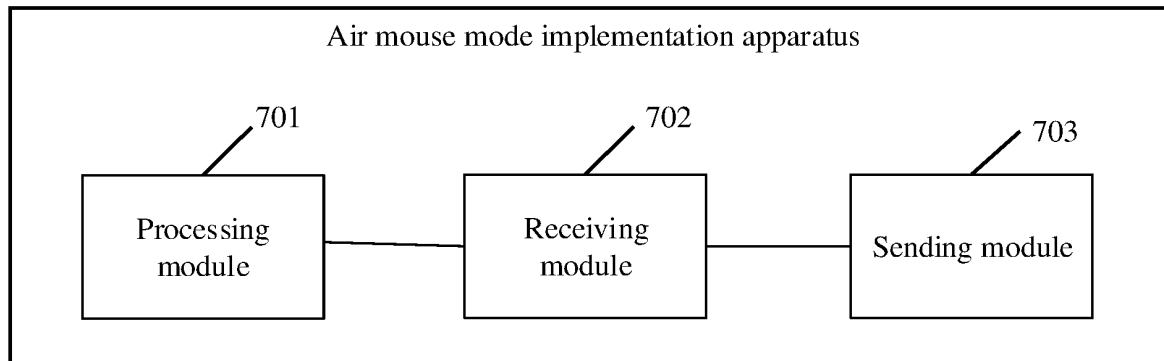 Air mouse mode implementation apparatus
701
702
703
Processing
module
Receiving
module
Sending module